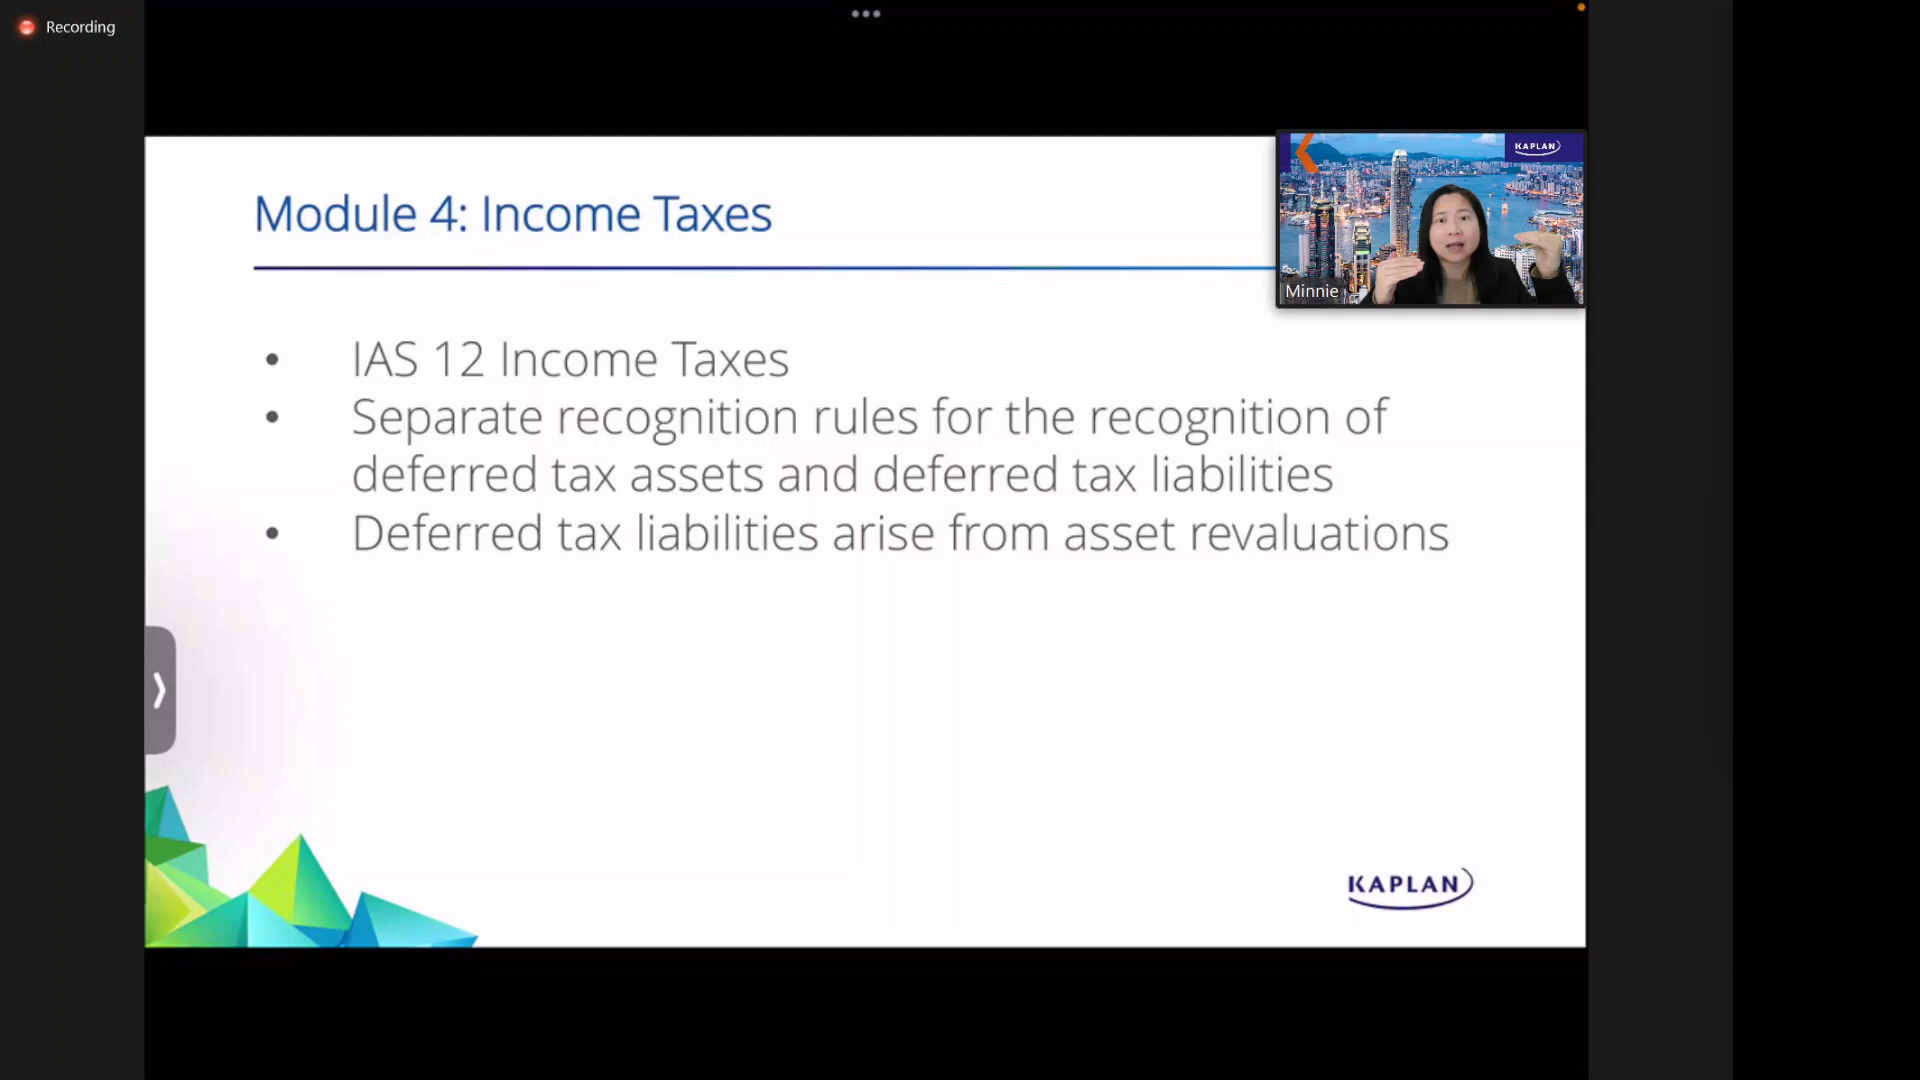 Recording
Module 4: Income Taxes
KAPLAN
Minnie
• IAS 12 Income Taxes
• Separate recognition rules for the recognition of
deferred tax assets and deferred tax liabilities
• Deferred tax liabilities arise from asset revaluations
KAPLAN